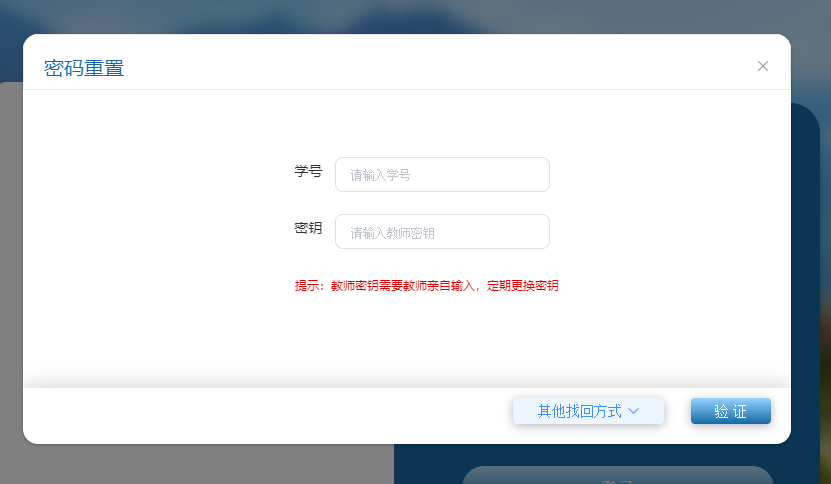 密码重置
学号
请输入学号
密钥
请输入教师密钥
提示：教师密钥需要教师亲自输入，定期更换密钥
其他找回方式
验 证